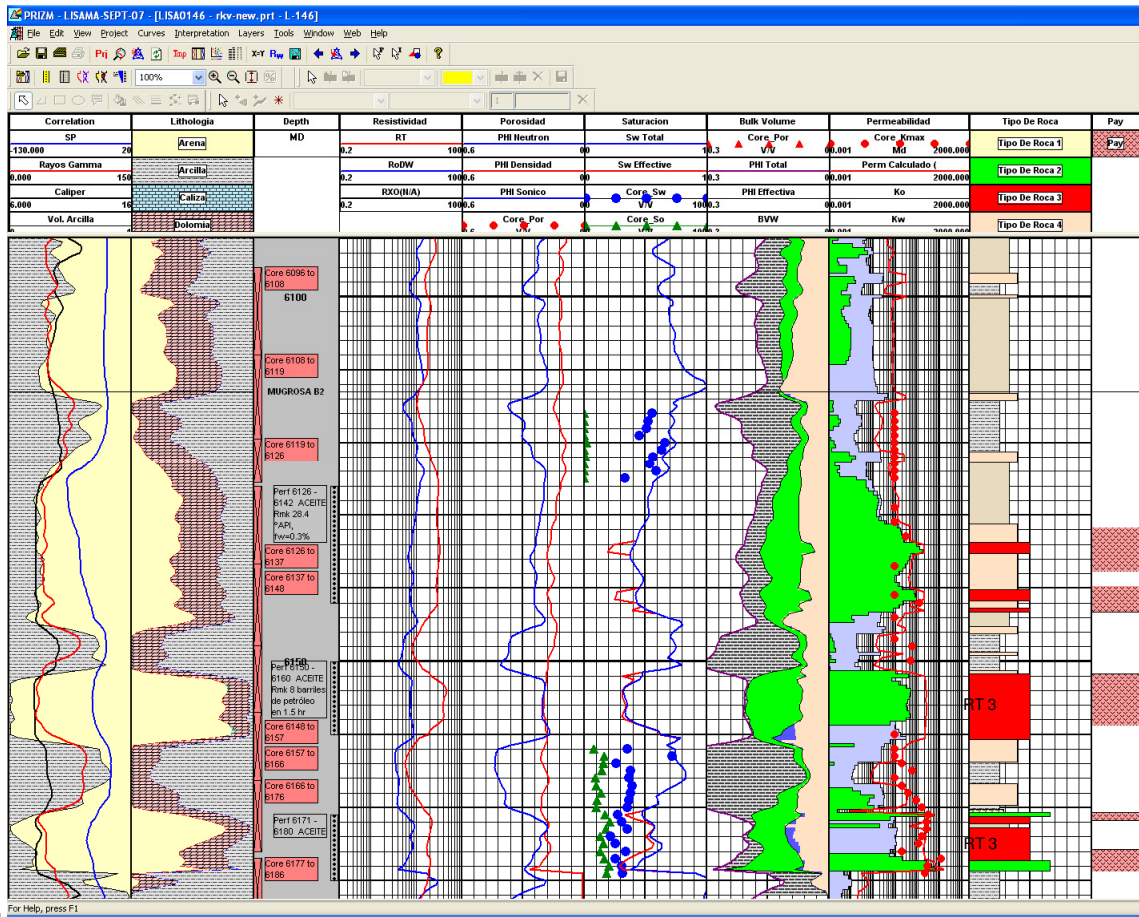 PRIZM - LISAMA-SEPT-07 - [LISA0146 - rkv-new.prt - L-146]
File Edit View Project Curves Interpretation Layers Tools Window Web Help
Prj Top X-Y Rw
100%
1
Correlation Lithologia Depth Resistividad Porosidad Saturacion Bulk Volume Permeabilidad Tipo De Roca Pay
SP Arena MD RT PHI Neutron Sw Total Core_Por Core_Kmax Tipo De Roca 1 Pay
-130.000 20 0.2 V/V Md 2000.000
Rayos Gamma Arcilla RoDW PHI Densidad Sw Effective PHI Total Perm Calculado ( Tipo De Roca 2
0.000 150 0.2 2000.000
Caliper Caliza RXO(N/A) PHI Sonico Core_Sw PHI Effectiva Ko Tipo De Roca 3
6.000 16 0.2 V/V 2000.000
Vol. Arcilla Dolomia Core_Por Core_So BVW Kw Tipo De Roca 4
Core 6096 to
6108
6100
Core 6108 to
6119
MUGROSA B2
Core 6119 to
6126
Perf 6126 -
6142 ACEITE
Rmk 28.4
°API,
fw=0.3%
Core 6126 to
6137
Core 6137 to
6148
6150
Perf 6150 -
6160 ACEITE
Rmk 8 barriles
de petróleo
en 1.5 hr
RT 3
Core 6148 to
6157
Core 6157 to
6166
Core 6166 to
6176
Perf 6171 -
6180 ACEITE
RT 3
Core 6177 to
6186
For Help, press F1